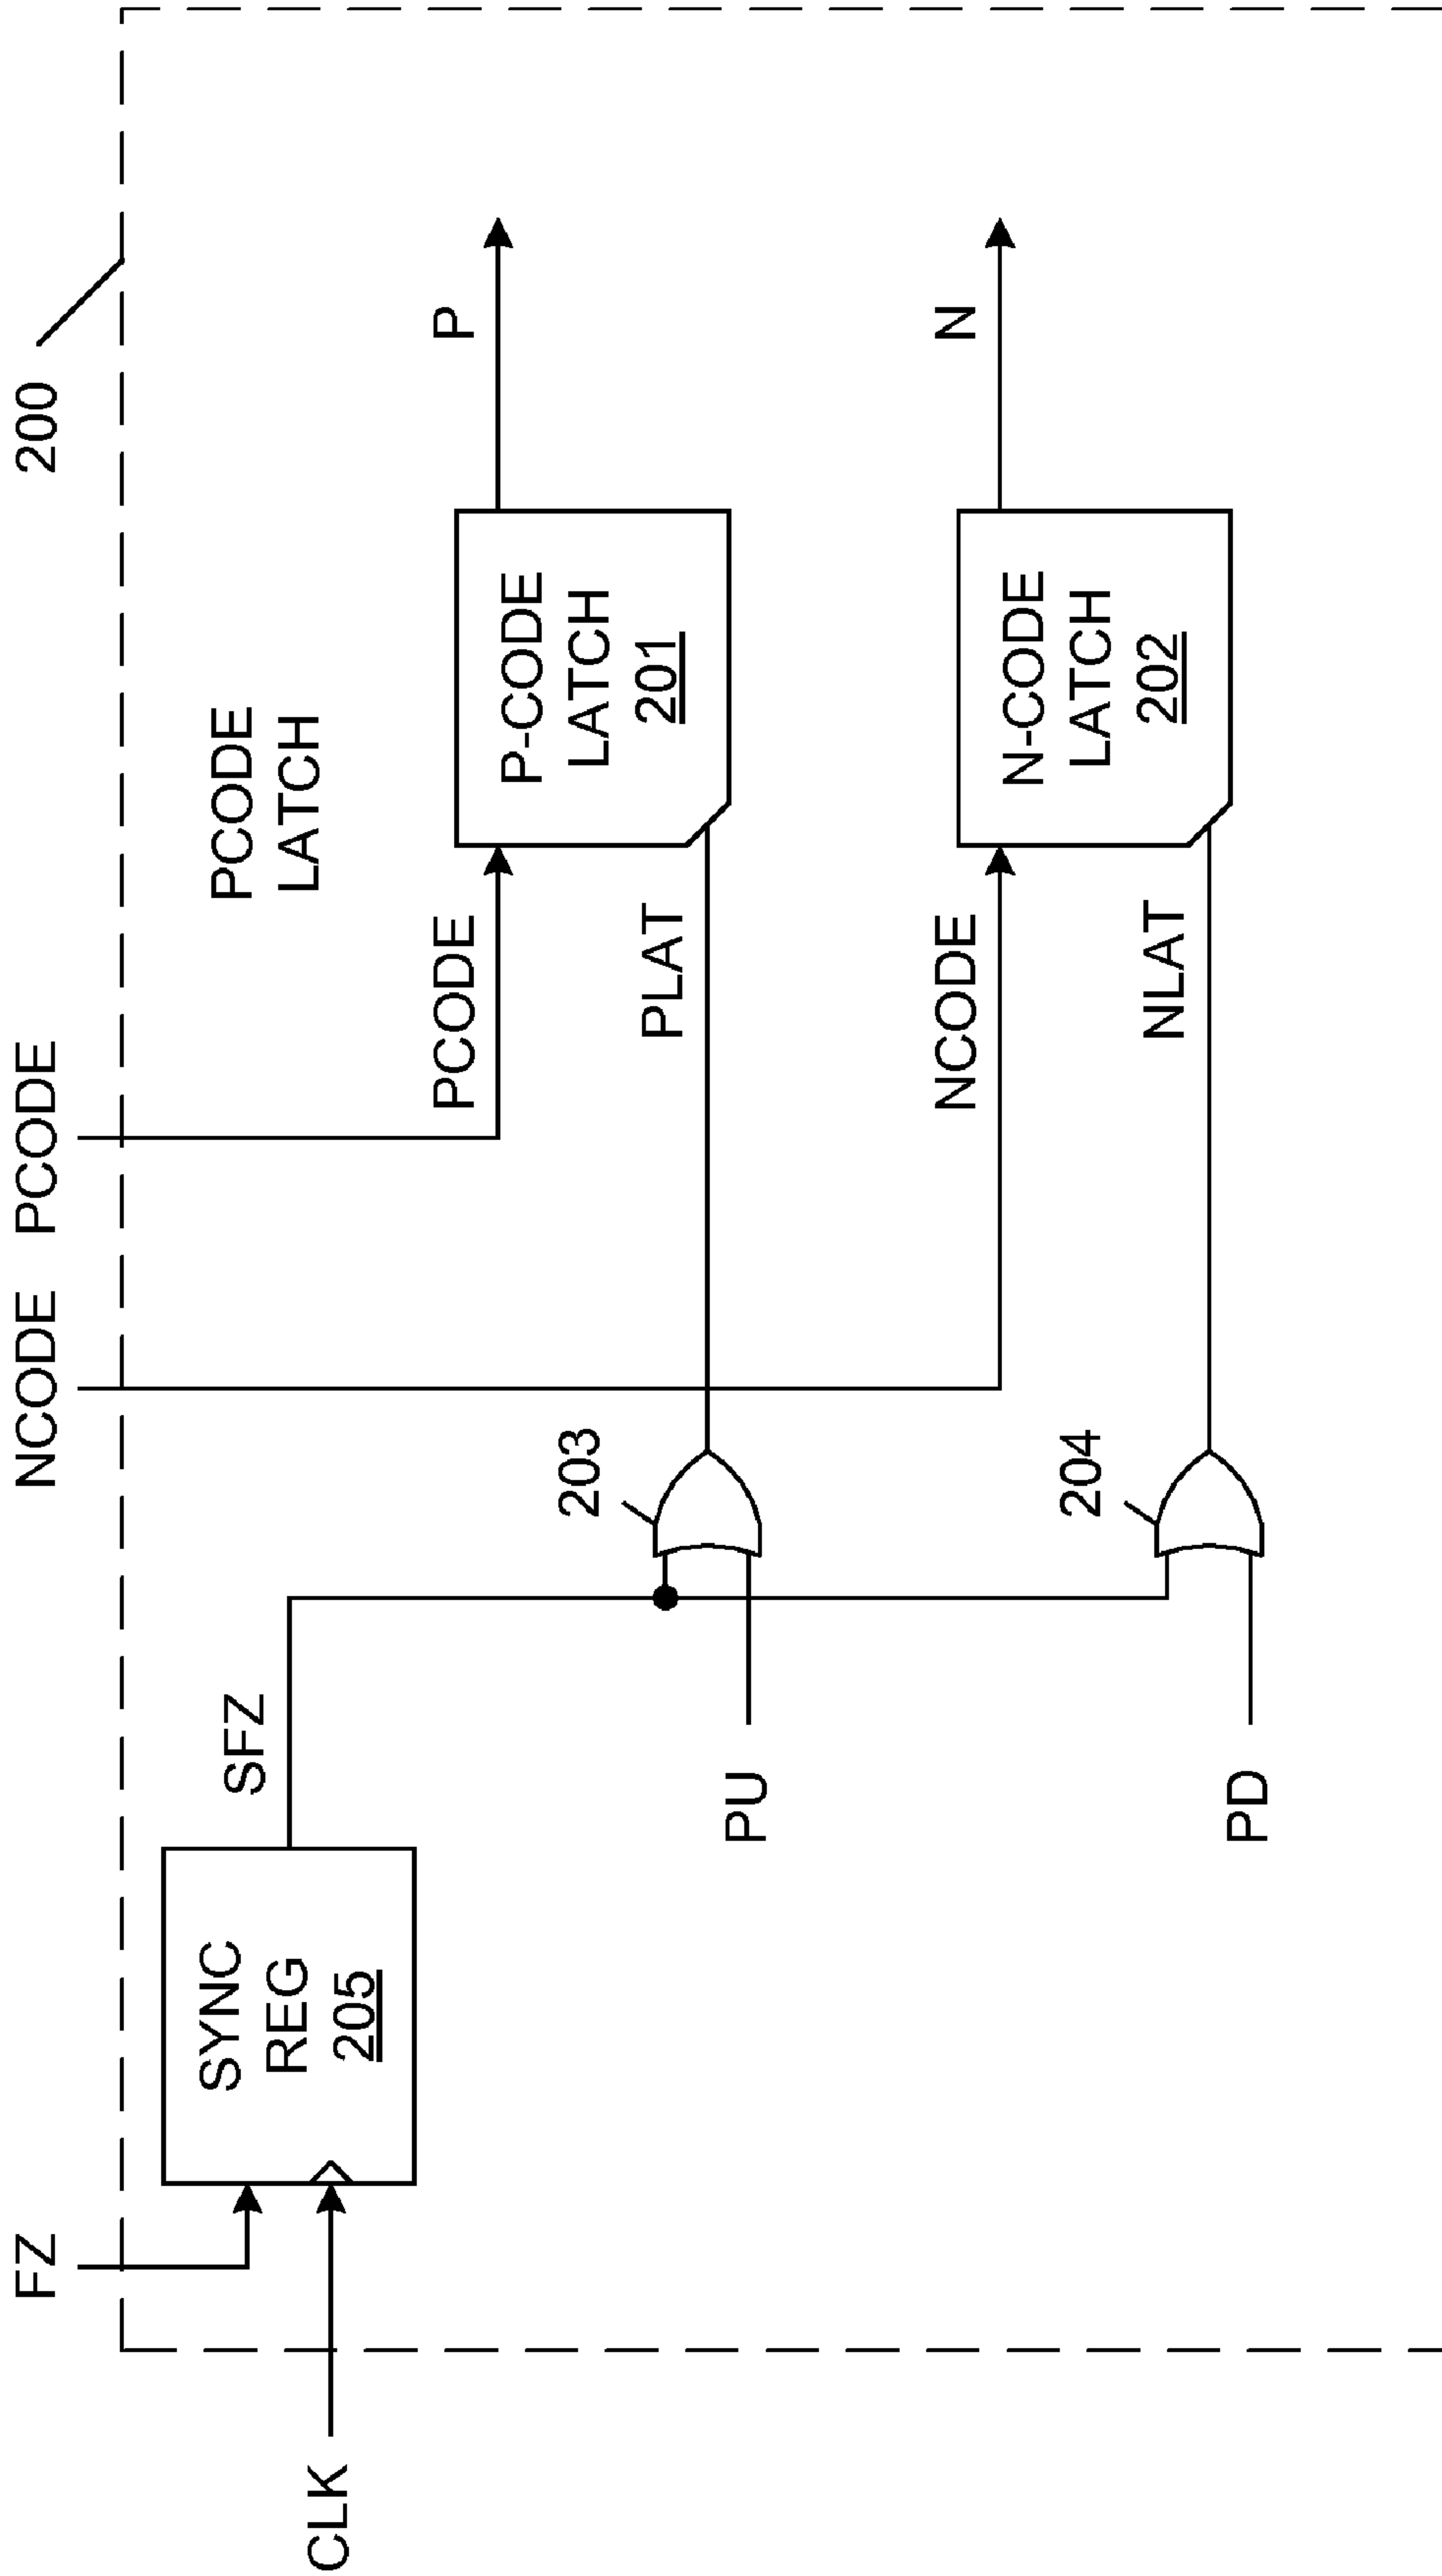 200
NCODE
PCODE
FZ
CLK
SYNC
REG
205
SFZ
PCODE
LATCH
PCODE
P-CODE
LATCH
201
P
203
PLAT
PU
NCODE
N-CODE
LATCH
202
N
204
NLAT
PD